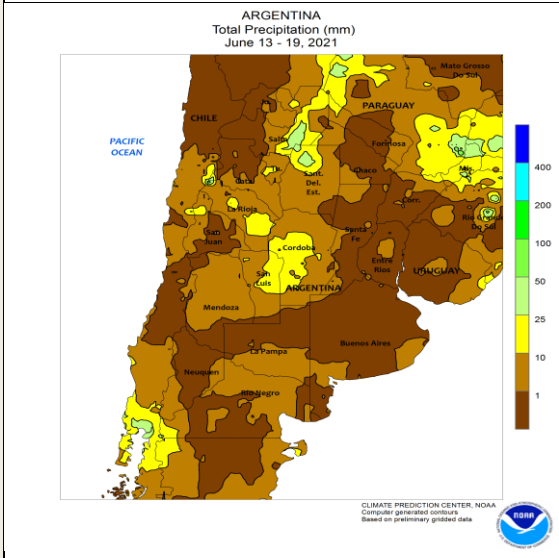 ARGENTINA
Total Precipitation (mm)
June 13 - 19, 2021
Mato Grosso
Do Sul
PARAGUAY
CHILE
PACIFIC
OCEAN
Salta
Formosa
Chaco
Sant.
Del.
Est.
Cata.
Mis.
Corr.
La Rioja
Rio Grande
Do Sul
San
Juan
Santa
Fe
Cordoba
Entre
Rios
URUGUAY
San
Luis
ARGENTINA
Mendoza
Buenos Aires
La Pampa
Neuquen
Rio Negro
400
200
100
50
25
10
1
CLIMATE PREDICTION CENTER, NOAA
Computer generated contours
Based on preliminary gridded data
NOAA